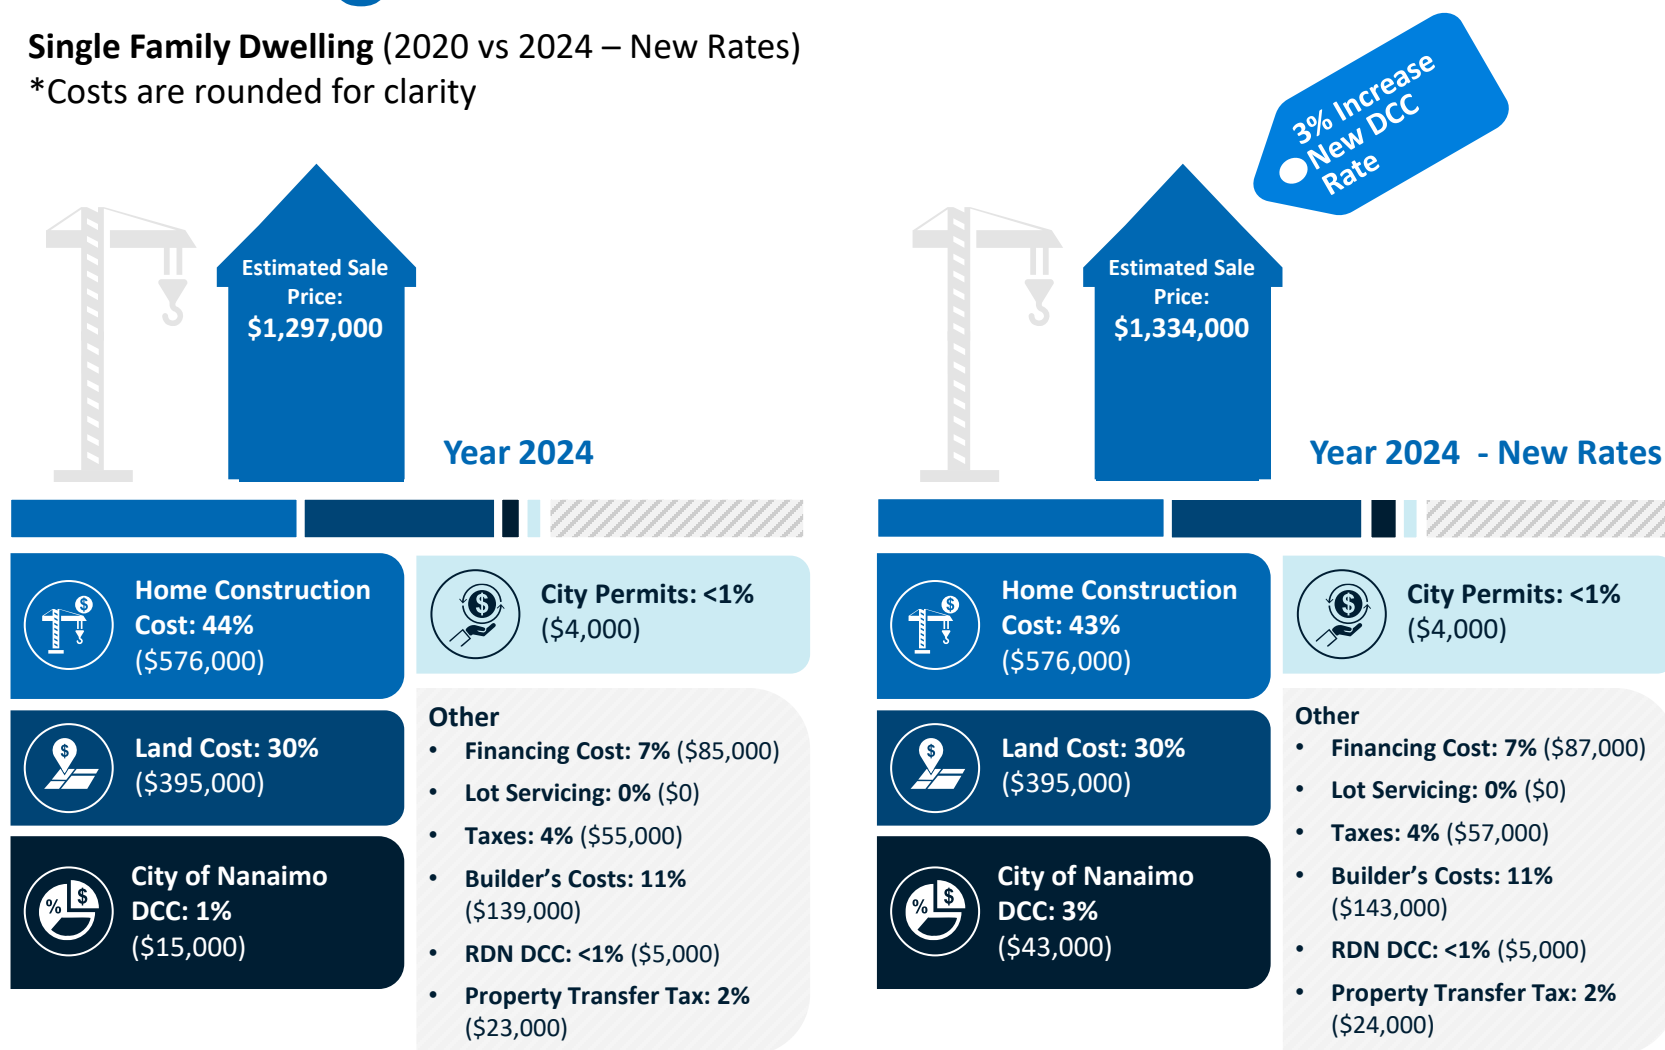 Single Family Dwelling (2020 vs 2024 – New Rates)
*Costs are rounded for clarity
3% Increase
New DCC
Rate
Estimated Sale
Price:
$1,297,000
Year 2024
Home Construction
Cost: 44%
($576,000)
Land Cost: 30%
($395,000)
City of Nanaimo
DCC: 1%
($15,000)
City Permits: <1%
($4,000)
Other
• Financing Cost: 7% ($85,000)
• Lot Servicing: 0% ($0)
• Taxes: 4% ($55,000)
• Builder’s Costs: 11%
($139,000)
• RDN DCC: <1% ($5,000)
• Property Transfer Tax: 2%
($23,000)
Estimated Sale
Price:
$1,334,000
Year 2024 - New Rates
Home Construction
Cost: 43%
($576,000)
Land Cost: 30%
($395,000)
City of Nanaimo
DCC: 3%
($43,000)
City Permits: <1%
($4,000)
Other
• Financing Cost: 7% ($87,000)
• Lot Servicing: 0% ($0)
• Taxes: 4% ($57,000)
• Builder’s Costs: 11%
($143,000)
• RDN DCC: <1% ($5,000)
• Property Transfer Tax: 2%
($24,000)